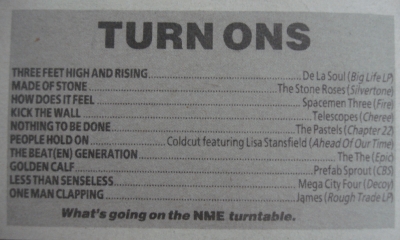 TURN ONS
THREE FEET HIGH AND RISING De La Soul (Big Life LP)
MADE OF STONE The Stone Roses (Silvertone)
HOW DOES IT FEEL Spacemen Three (Fire)
KICK THE WALL Telescopes (Cheree)
NOTHING TO BE DONE The Pastels (Chapter 22)
PEOPLE HOLD ON Coldcut featuring Lisa Stansfield (Ahead Of Our Time)
THE BEAT(EN) GENERATION The The (Epic)
GOLDEN CALF Prefab Sprout (CBS)
LESS THAN SENSELESS Mega City Four (Decoy)
ONE MAN CLAPPING James (Rough Trade LP)
What's going on the NME turntable.